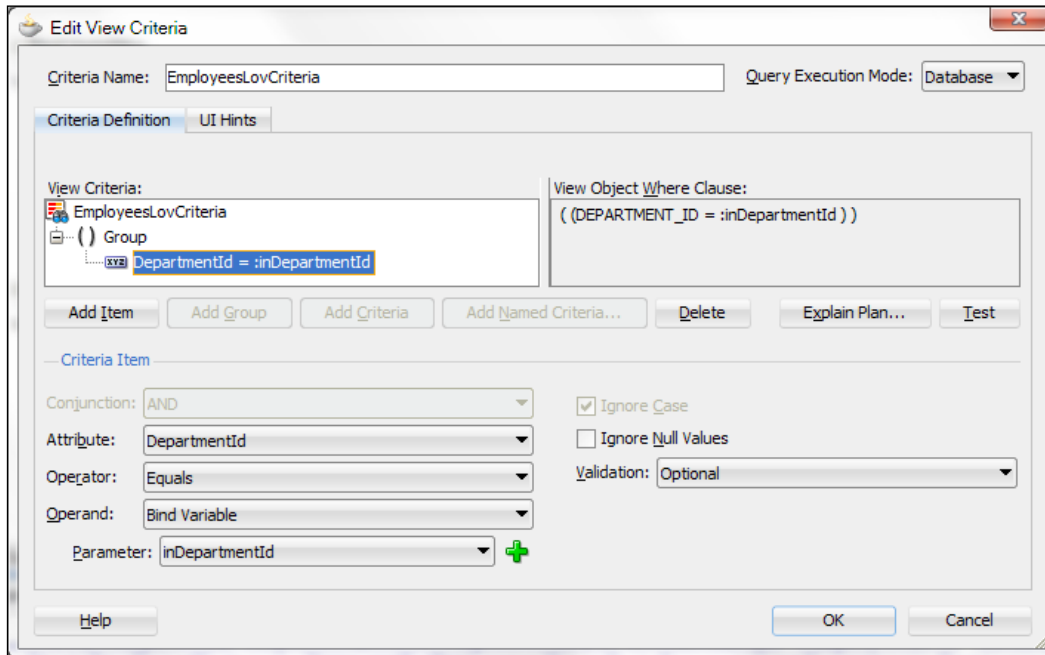 Edit View Criteria
Criteria Name: EmployeesLovCriteria Query Execution Mode: Database
Criteria Definition UI Hints
View Criteria: View Object Where Clause:
EmployeesLovCriteria ( (DEPARTMENT_ID = :inDepartmentId ) )
( ) Group
XYZ DepartmentId = :inDepartmentId
Add Item Add Group Add Criteria Add Named Criteria... Delete Explain Plan... Test
Criteria Item
Conjunction: AND Ignore Case
Attribute: DepartmentId Ignore Null Values
Operator: Equals Validation: Optional
Operand: Bind Variable
Parameter: inDepartmentId
Help OK Cancel